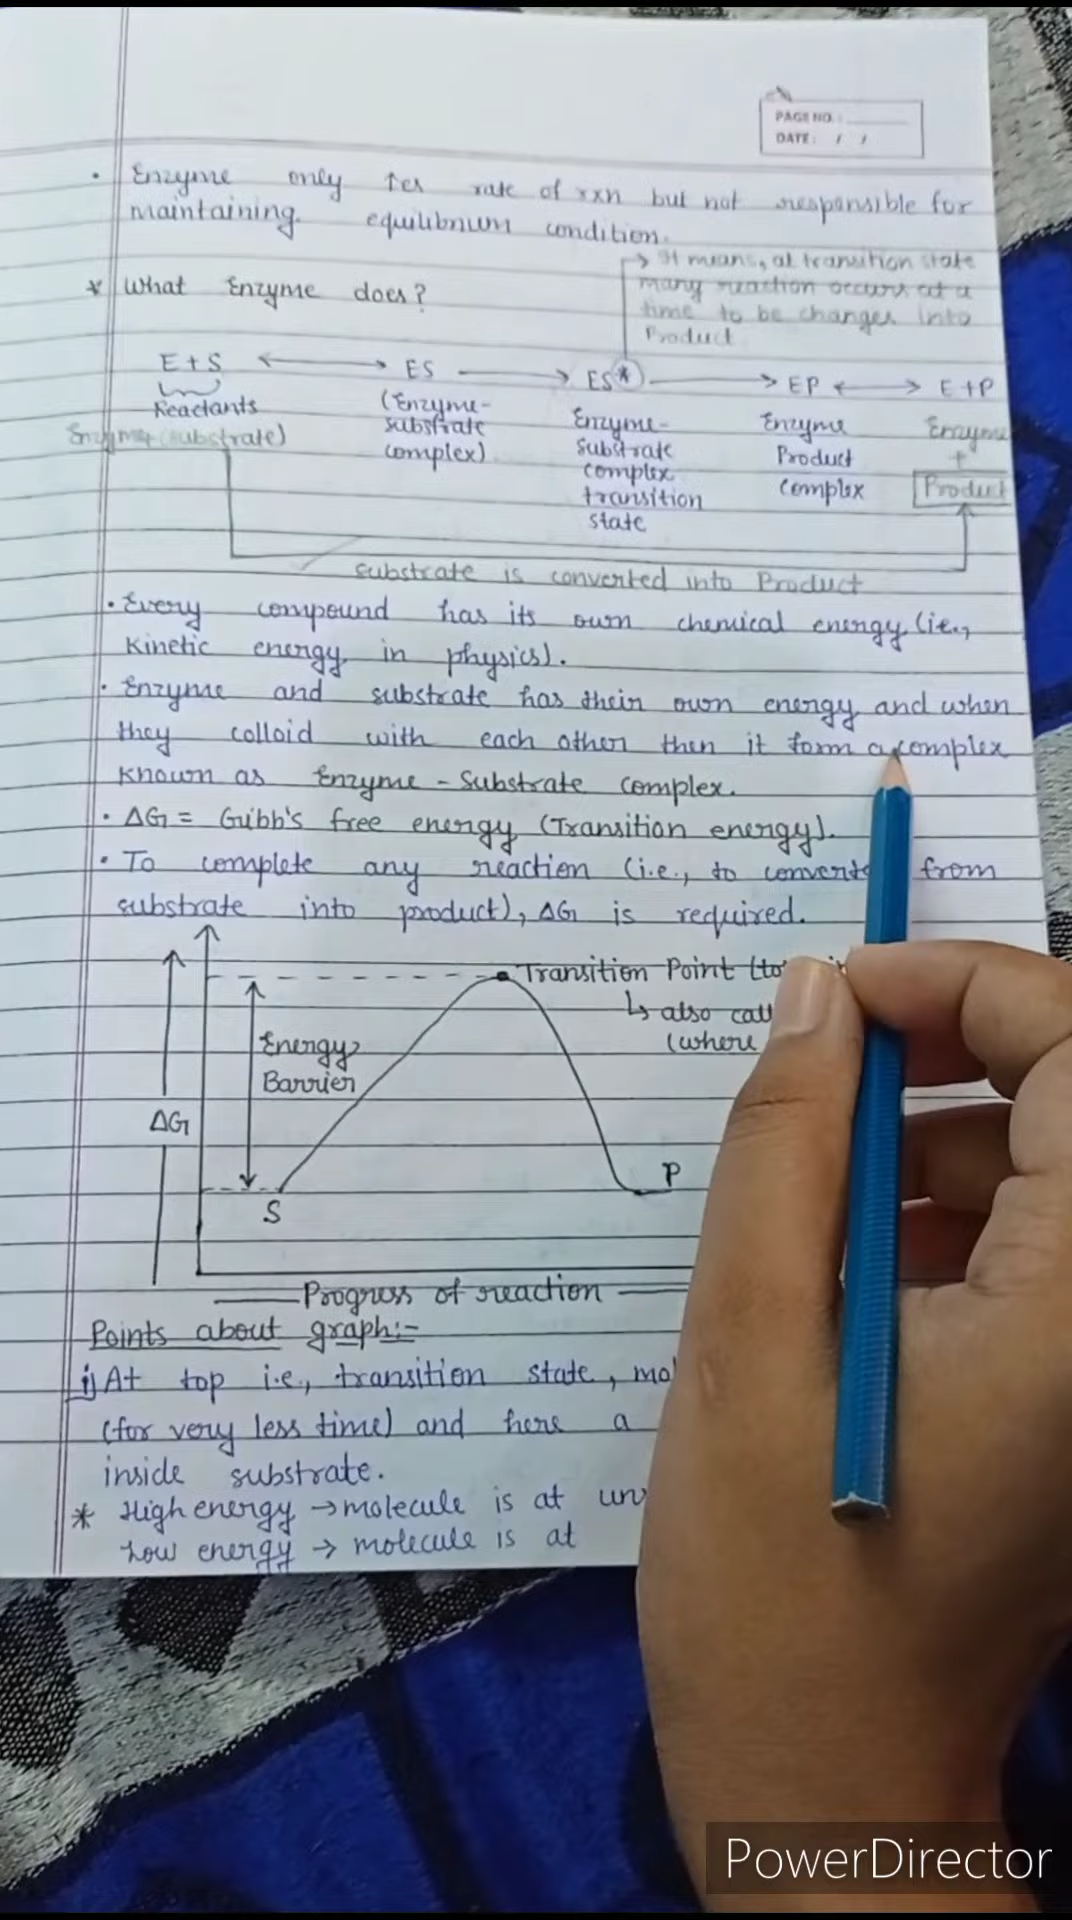 PAGE NO.:
DATE: / /
• Enzyme only ↑es rate of rxn but not responsible for
maintaining equilibrium condition.
→ It means, at transition state
many reaction occurs at a
time to be changes into
Product
* What Enzyme does?
E+S ⟷ ES ⟶ ES* ⟶ EP ⟷ E+P
Reactants
Enzyme+(substrate)
(Enzyme-
substrate
complex)
Enzyme-
Substrate
complex
transition
state
Enzyme
Product
complex
Enzyme
+
Product
substrate is converted into Product
• Every compound has its own chemical energy (i.e.,
kinetic energy in physics).
• Enzyme and substrate has their own energy and when
they colloid with each other then it form a complex
known as Enzyme - Substrate complex.
• ΔG = Gibb's free energy (Transition energy).
• To complete any reaction (i.e., to convert from
substrate into product), ΔG is required.
Transition Point
↳ also
(where
Energy
Barrier
ΔG
S
P
Progress of reaction
Points about graph:-
i) At top i.e., transition state,
(for very less time) and here a
inside substrate.
* High energy → molecule is at
Low energy → molecule is at
PowerDirector